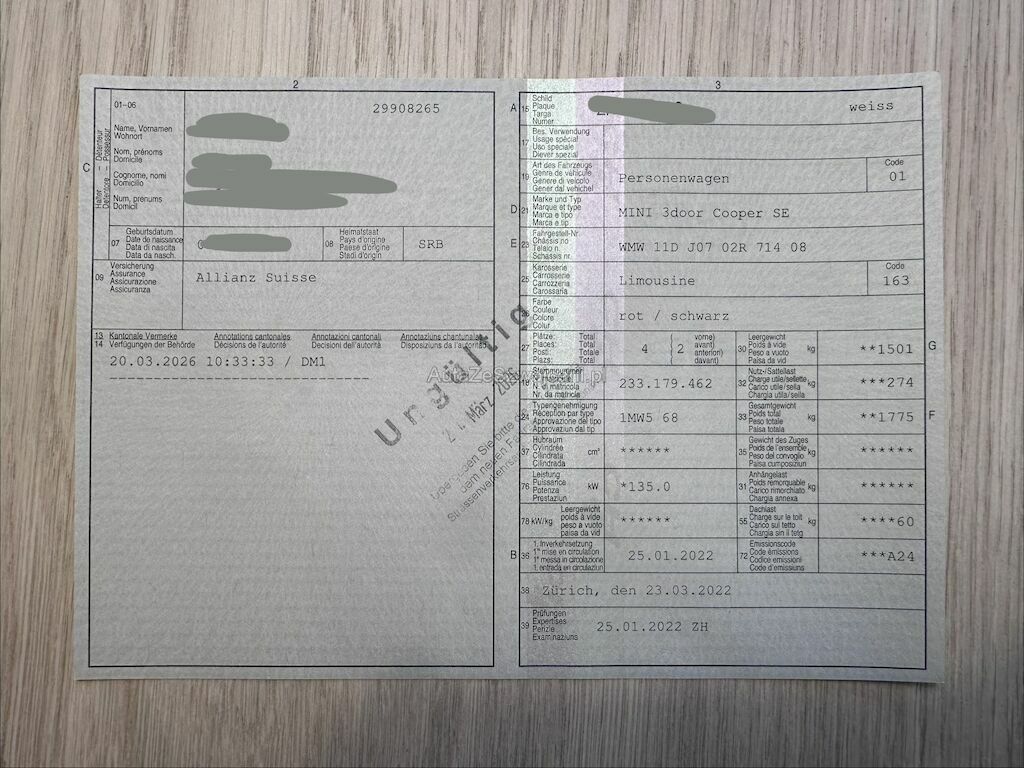 2
01-06
29908265
C
Halter – Détenteur
Detentore – Possessur
Name, Vornamen
Wohnort
Nom, prénoms
Domicile
Cognome, nomi
Domicilio
Num, prenums
Domicil
07
Geburtsdatum
Date de naissance
Data di nascita
Data da nasch.
08
Heimatstaat
Pays d'origine
Paese d'origine
Stadi d'origin
SRB
09
Versicherung
Assurance
Assicurazione
Assicuranza
Allianz Suisse
13
14
Kantonale Vermerke
Verfügungen der Behörde
Annotations cantonales
Décisions de l'autorité
Annotazioni cantonali
Decisioni dell'autorità
Annotaziuns chantunalas
Disposiziuns da l'autorità
20.03.2026 10:33:33 / DM1
Ungültig
März
3
A
15
Schild
Plaque
Targa
Numer
weiss
17
Bes. Verwendung
Usage spécial
Uso speciale
Diever spezial
19
Art des Fahrzeugs
Genre de véhicule
Genere di veicolo
Gener dal vehichel
Personenwagen
Code
01
D
21
Marke und Typ
Marque et type
Marca e tipo
Marca e tip
MINI 3door Cooper SE
E
23
Fahrgestell-Nr.
Châssis no
Telaio n.
Schassis nr.
WMW 11D J07 02R 714 08
25
Karosserie
Carrosserie
Carrozzeria
Carossaria
Limousine
Code
163
26
Farbe
Couleur
Colore
Colur
rot / schwarz
27
Plätze: Total
Places: Total
Posti: Totale
Plazs: Total
4
2
vorne)
avant)
anteriori)
davant)
30
Leergewicht
Poids à vide
Peso a vuoto
Paisa da vid
kg
**1501
G
18
Stammnummer
N. di matricola
Nr. da matricla
233.179.462
32
Nutz-/Sattellast
Charge utile/sellette
Carico utile/sella
Chargia utila/sella
kg
***274
24
Typengenehmigung
Réception par type
Approvazione del tipo
Approvaziun dal tip
1MW5 68
33
Gesamtgewicht
Poids total
Peso totale
Paisa totala
kg
**1775
F
37
Hubraum
Cylindrée
Cilindrata
Cilindrada
cm³
******
35
Gewicht des Zuges
Poids de l'ensemble
Peso del convoglio
Paisa cumposiziun
kg
******
76
Leistung
Puissance
Potenza
Prestaziun
kW
*135.0
31
Anhängelast
Poids remorquable
Carico rimorchiato
Chargia annexa
kg
******
78 kW/kg
Leergewicht
poids à vide
peso a vuoto
paisa da vid
******
55
Dachlast
Charge sur le toit
Carico sul tetto
Chargia sin il tetg
kg
****60
B
36
1. Inverkehrsetzung
1re mise en circulation
1a messa in circolazione
1. entrada en circulaziun
25.01.2022
72
Emissionscode
Code émissions
Codice emissioni
Code d'emissiuns
***A24
38
Zürich, den 23.03.2022
39
Prüfungen
Expertises
Perizie
Examinaziuns
25.01.2022 ZH